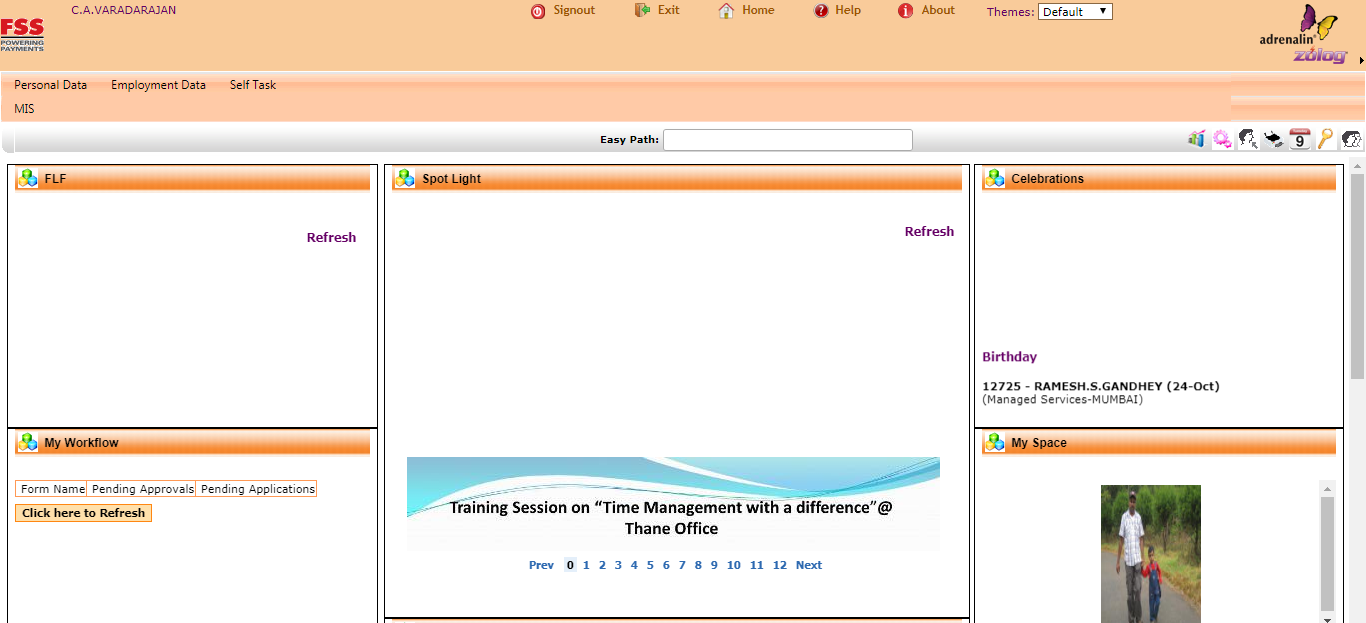 C.A.VARADARAJAN
Signout
Exit
Home
Help
About
Themes: Default
FSS
POWERING
PAYMENTS
adrenalin
zolog
Personal Data
Employment Data
Self Task
MIS
Easy Path:
9
FLF
Refresh
Spot Light
Refresh
Celebrations
Birthday
12725 - RAMESH.S.GANDHEY (24-Oct)
(Managed Services-MUMBAI)
My Workflow
Form Name Pending Approvals Pending Applications
Click here to Refresh
Training Session on “Time Management with a difference”@
Thane Office
Prev 0 1 2 3 4 5 6 7 8 9 10 11 12 Next
My Space